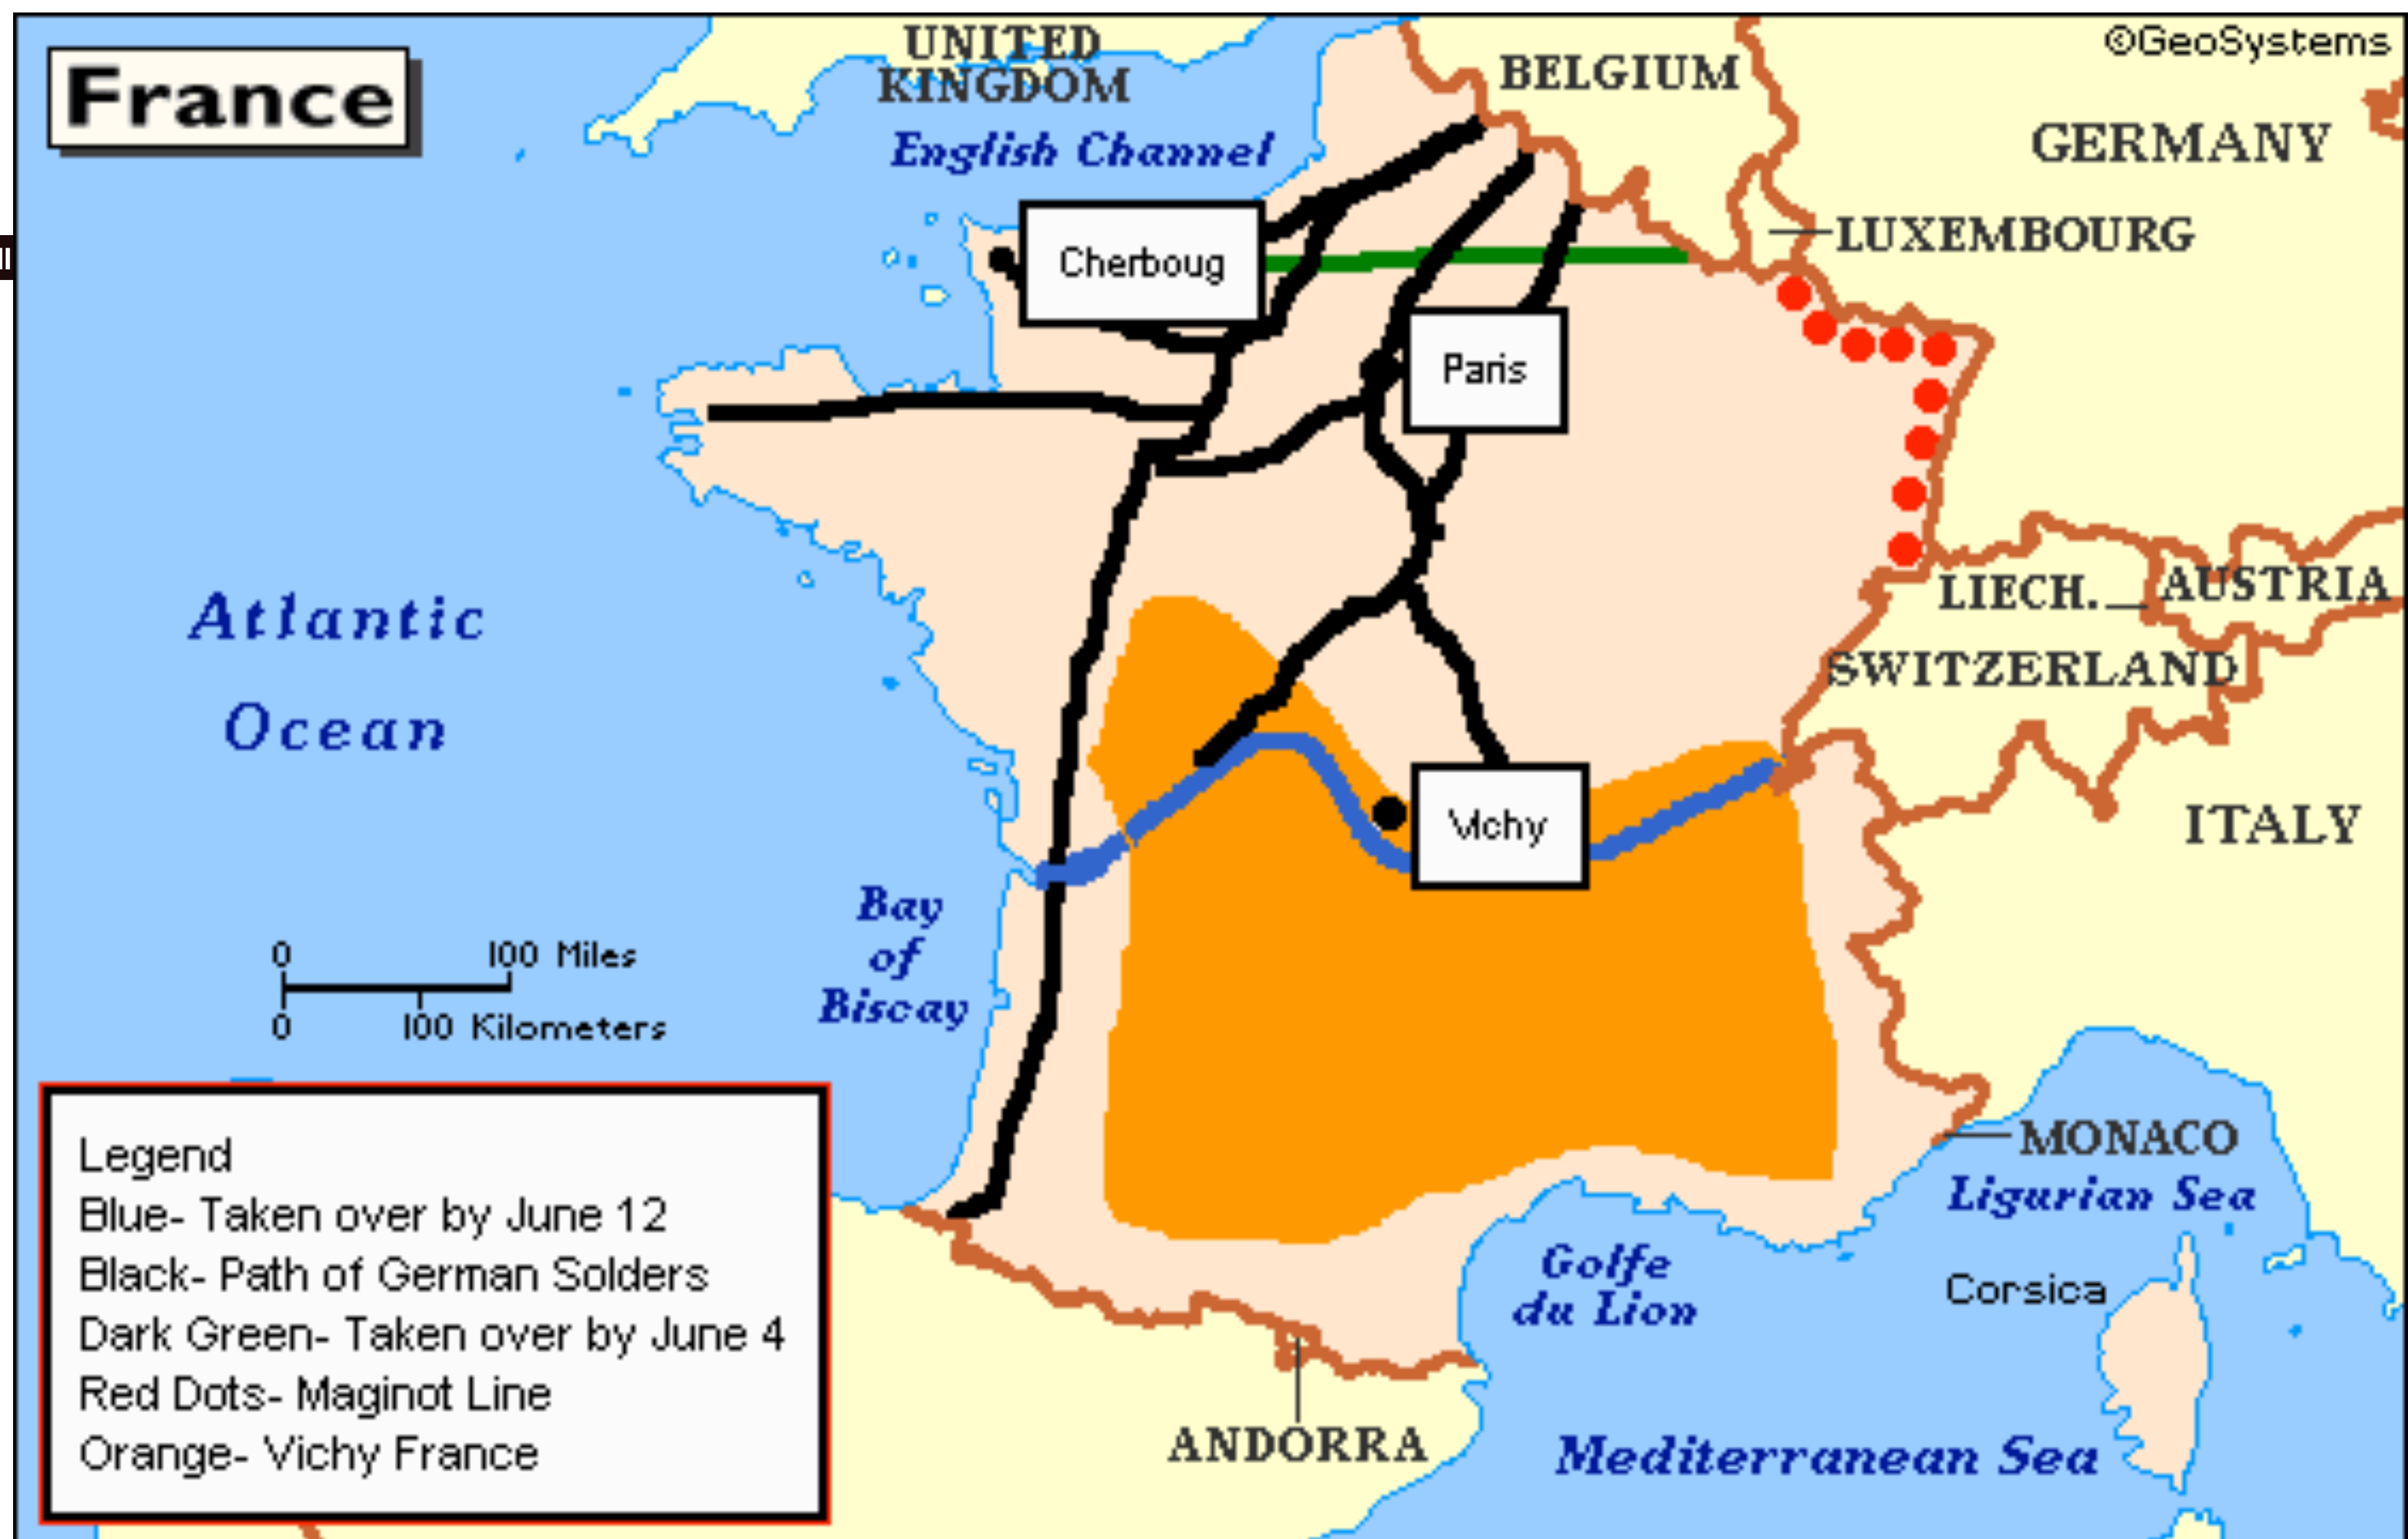 France
UNITED
KINGDOM
BELGIUM
©GeoSystems
GERMANY
English Channel
LUXEMBOURG
Cherboug
Paris
Atlantic
Ocean
LIECH.
AUSTRIA
SWITZERLAND
ITALY
Vichy
Bay
of
Biscay
0 100 Miles
0 100 Kilometers
Legend
Blue- Taken over by June 12
Black- Path of German Solders
Dark Green- Taken over by June 4
Red Dots- Maginot Line
Orange- Vichy France
MONACO
Ligurian Sea
Golfe
du Lion
Corsica
ANDORRA
Mediterranean Sea